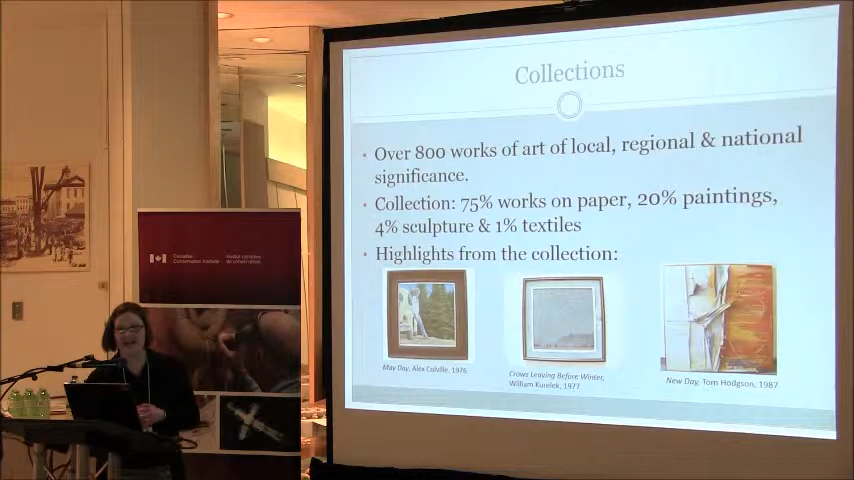 Collections
Over 800 works of art of local, regional & national
significance.
Collection: 75% works on paper, 20% paintings,
4% sculpture & 1% textiles
Highlights from the collection:
May Day, Alex Colville, 1976
Crows Leaving Before Winter,
William Kurelek, 1977
New Day, Tom Hodgson, 1987
Canadian Institut canadien
Conservation Institute de conservation